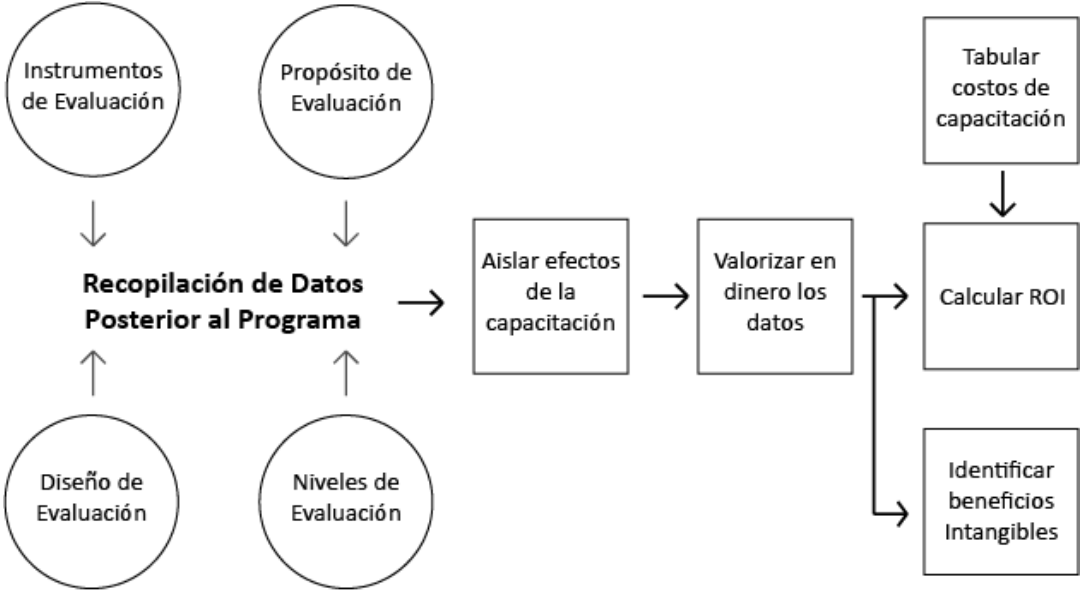 Instrumentos
de Evaluación
Propósito de
Evaluación
Tabular
costos de
capacitación
Recopilación de Datos
Posterior al Programa
Aislar efectos
de la
capacitación
Valorizar en
dinero los
datos
Calcular ROI
Diseño de
Evaluación
Niveles de
Evaluación
Identificar
beneficios
Intangibles